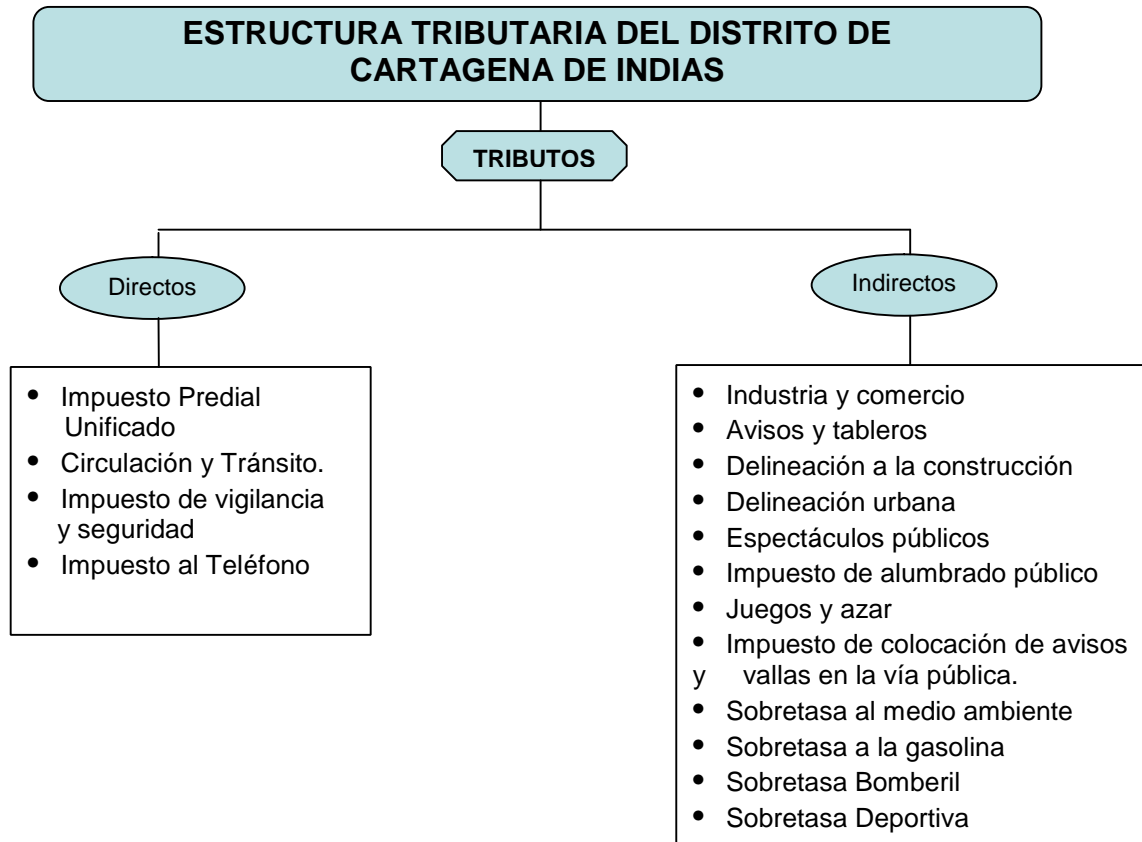 ESTRUCTURA TRIBUTARIA DEL DISTRITO DE
CARTAGENA DE INDIAS
TRIBUTOS
Directos
Indirectos
• Impuesto Predial
Unificado
• Circulación y Tránsito.
• Impuesto de vigilancia
y seguridad
• Impuesto al Teléfono
• Industria y comercio
• Avisos y tableros
• Delineación a la construcción
• Delineación urbana
• Espectáculos públicos
• Impuesto de alumbrado público
• Juegos y azar
• Impuesto de colocación de avisos
y vallas en la vía pública.
• Sobretasa al medio ambiente
• Sobretasa a la gasolina
• Sobretasa Bomberil
• Sobretasa Deportiva